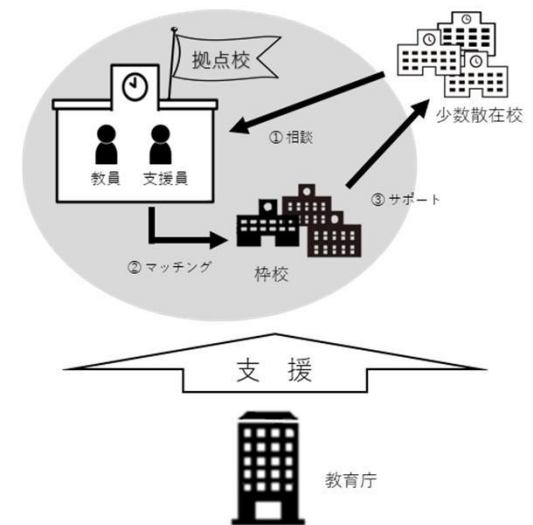 拠点校
少数散在校
①相談
教員 支援員
③サポート
②マッチング
枠校
支 援
教育庁